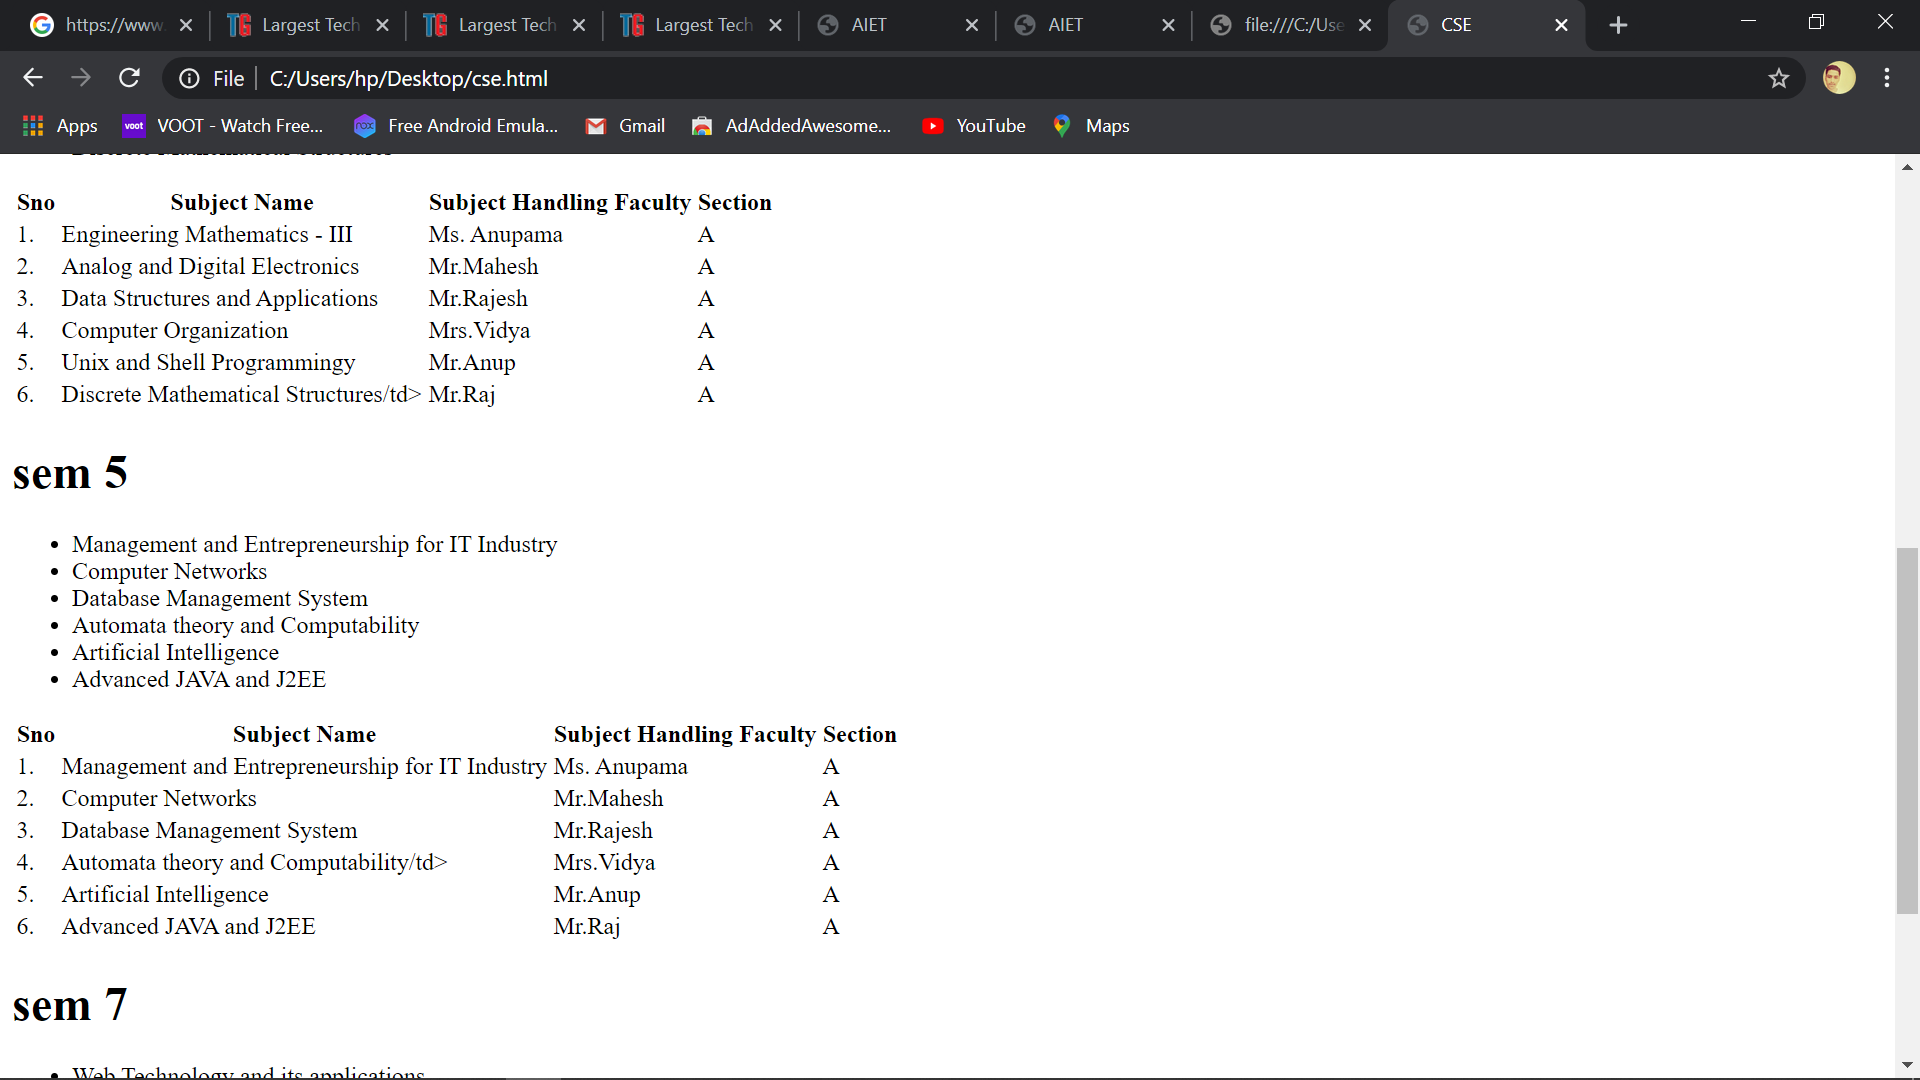 https://www.
Largest Tech
Largest Tech
Largest Tech
AIET
AIET
file:///C:/Use
CSE
File
C:/Users/hp/Desktop/cse.html
Apps
voot VOOT - Watch Free...
nox Free Android Emula...
Gmail
AdAddedAwesome...
YouTube
Maps
Discrete Mathematical Structures
Sno Subject Name Subject Handling Faculty Section
1. Engineering Mathematics - III Ms. Anupama A
2. Analog and Digital Electronics Mr.Mahesh A
3. Data Structures and Applications Mr.Rajesh A
4. Computer Organization Mrs.Vidya A
5. Unix and Shell Programmingy Mr.Anup A
6. Discrete Mathematical Structures/td> Mr.Raj A
sem 5
• Management and Entrepreneurship for IT Industry
• Computer Networks
• Database Management System
• Automata theory and Computability
• Artificial Intelligence
• Advanced JAVA and J2EE
Sno Subject Name Subject Handling Faculty Section
1. Management and Entrepreneurship for IT Industry Ms. Anupama A
2. Computer Networks Mr.Mahesh A
3. Database Management System Mr.Rajesh A
4. Automata theory and Computability/td> Mrs.Vidya A
5. Artificial Intelligence Mr.Anup A
6. Advanced JAVA and J2EE Mr.Raj A
sem 7
• Web Technology and its applications